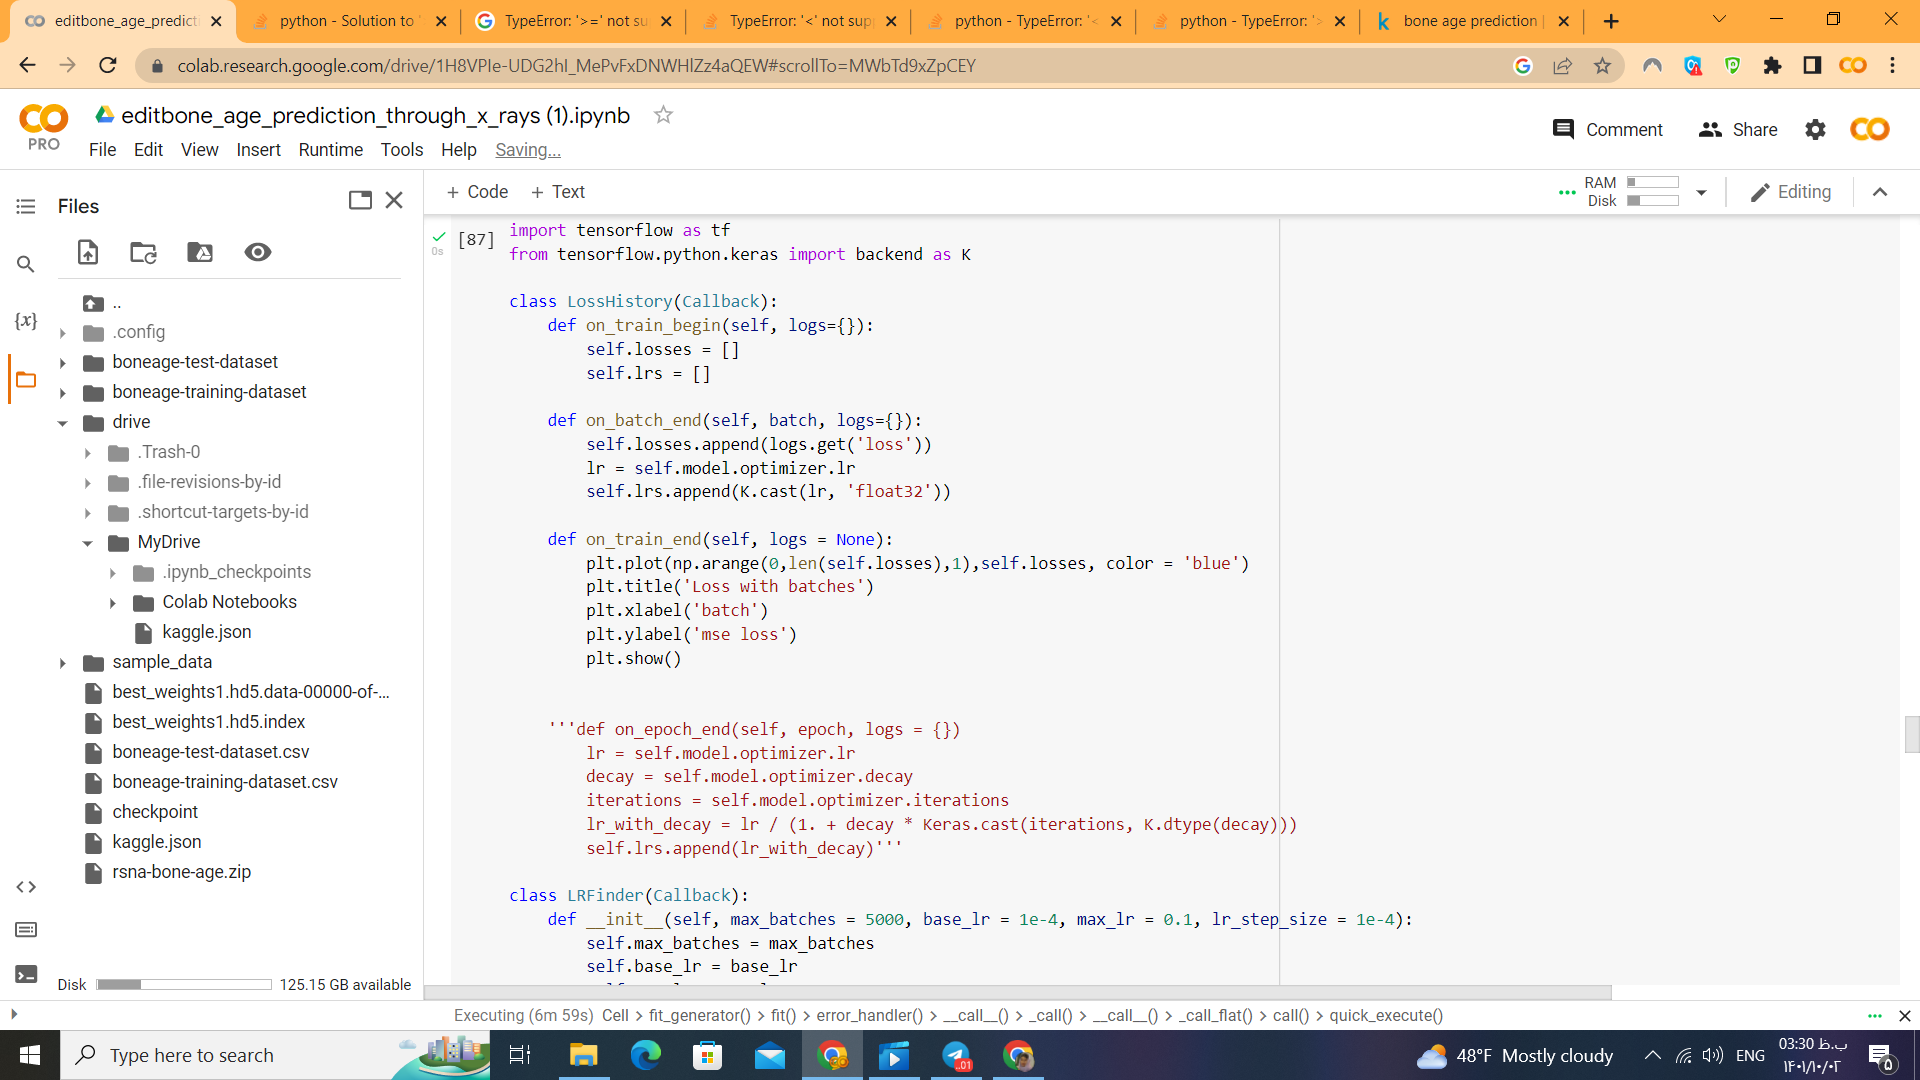 editbone_age_predicti
python - Solution to '
TypeError: '>=' not su
TypeError: '<' not supp
python - TypeError: '<
python - TypeError: '>
bone age prediction |
colab.research.google.com/drive/1H8VPIe-UDG2hI_MePvFxDNWHlZz4aQEW#scrollTo=MWbTd9xZpCEY
PRO
editbone_age_prediction_through_x_rays (1).ipynb
File Edit View Insert Runtime Tools Help Saving...
Comment
Share
Files
+ Code + Text
RAM
Disk
Editing
..
.config
boneage-test-dataset
boneage-training-dataset
drive
.Trash-0
.file-revisions-by-id
.shortcut-targets-by-id
MyDrive
.ipynb_checkpoints
Colab Notebooks
kaggle.json
sample_data
best_weights1.hd5.data-00000-of-...
best_weights1.hd5.index
boneage-test-dataset.csv
boneage-training-dataset.csv
checkpoint
kaggle.json
rsna-bone-age.zip
Disk 125.15 GB available
0s
[87]
import tensorflow as tf
from tensorflow.python.keras import backend as K
class LossHistory(Callback):
def on_train_begin(self, logs={}):
self.losses = []
self.lrs = []
def on_batch_end(self, batch, logs={}):
self.losses.append(logs.get('loss'))
lr = self.model.optimizer.lr
self.lrs.append(K.cast(lr, 'float32'))
def on_train_end(self, logs = None):
plt.plot(np.arange(0,len(self.losses),1),self.losses, color = 'blue')
plt.title('Loss with batches')
plt.xlabel('batch')
plt.ylabel('mse loss')
plt.show()
'''def on_epoch_end(self, epoch, logs = {})
lr = self.model.optimizer.lr
decay = self.model.optimizer.decay
iterations = self.model.optimizer.iterations
lr_with_decay = lr / (1. + decay * Keras.cast(iterations, K.dtype(decay)))
self.lrs.append(lr_with_decay)'''
class LRFinder(Callback):
def __init__(self, max_batches = 5000, base_lr = 1e-4, max_lr = 0.1, lr_step_size = 1e-4):
self.max_batches = max_batches
self.base_lr = base_lr
Executing (6m 59s) Cell > fit_generator() > fit() > error_handler() > __call__() > _call() > __call__() > _call_flat() > call() > quick_execute()
Type here to search
..01
48°F Mostly cloudy
ENG
03:30 ب.ظ
۱۴۰۱/۱۰/۰۲
۵